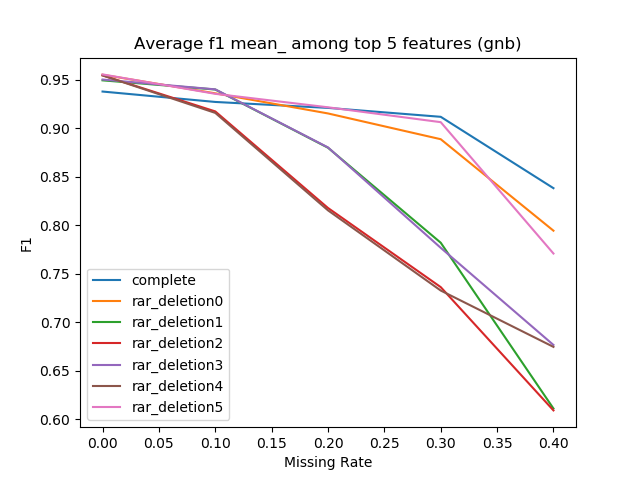 Average f1 mean_ among top 5 features (gnb)
0.95
0.90
0.85
0.80
0.75
0.70
0.65
0.60
F1
complete
rar_deletion0
rar_deletion1
rar_deletion2
rar_deletion3
rar_deletion4
rar_deletion5
0.00 0.05 0.10 0.15 0.20 0.25 0.30 0.35 0.40
Missing Rate